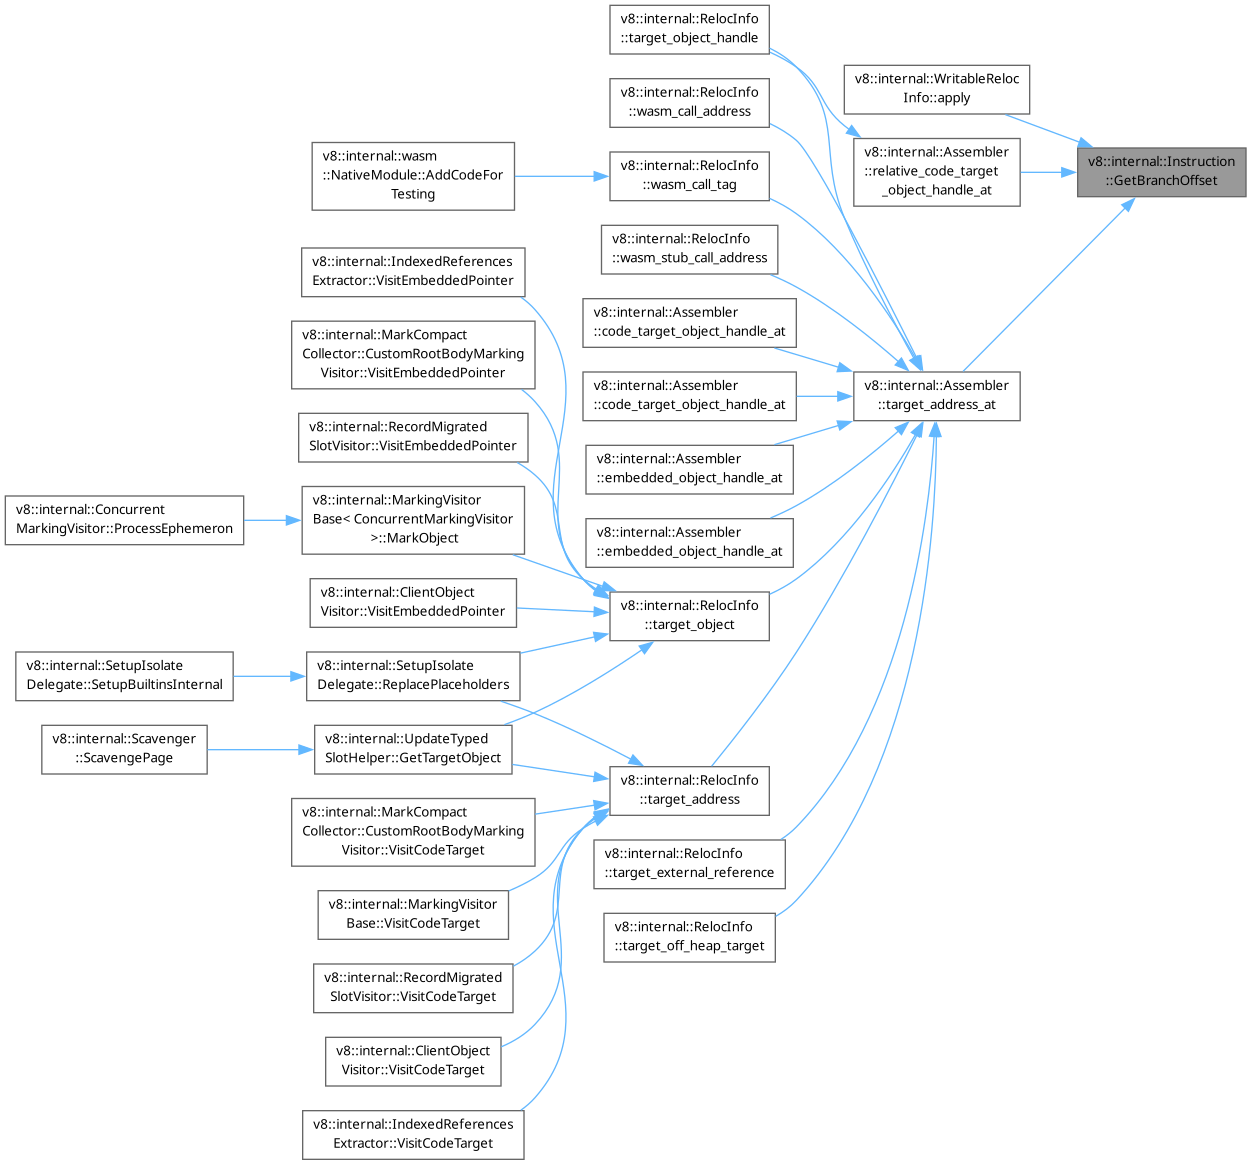 v8::internal::RelocInfo
::target_object_handle
v8::internal::WritableReloc
Info::apply
v8::internal::RelocInfo
::wasm_call_address
v8::internal::Assembler
::relative_code_target
_object_handle_at
v8::internal::Instruction
::GetBranchOffset
v8::internal::wasm
::NativeModule::AddCodeFor
Testing
v8::internal::RelocInfo
::wasm_call_tag
v8::internal::RelocInfo
::wasm_stub_call_address
v8::internal::IndexedReferences
Extractor::VisitEmbeddedPointer
v8::internal::Assembler
::code_target_object_handle_at
v8::internal::MarkCompact
Collector::CustomRootBodyMarking
Visitor::VisitEmbeddedPointer
v8::internal::Assembler
::code_target_object_handle_at
v8::internal::Assembler
::target_address_at
v8::internal::RecordMigrated
SlotVisitor::VisitEmbeddedPointer
v8::internal::Assembler
::embedded_object_handle_at
v8::internal::Concurrent
MarkingVisitor::ProcessEphemeron
v8::internal::MarkingVisitor
Base< ConcurrentMarkingVisitor
>::MarkObject
v8::internal::Assembler
::embedded_object_handle_at
v8::internal::ClientObject
Visitor::VisitEmbeddedPointer
v8::internal::RelocInfo
::target_object
v8::internal::SetupIsolate
Delegate::SetupBuiltinsInternal
v8::internal::SetupIsolate
Delegate::ReplacePlaceholders
v8::internal::Scavenger
::ScavengePage
v8::internal::UpdateTyped
SlotHelper::GetTargetObject
v8::internal::RelocInfo
::target_address
v8::internal::MarkCompact
Collector::CustomRootBodyMarking
Visitor::VisitCodeTarget
v8::internal::RelocInfo
::target_external_reference
v8::internal::MarkingVisitor
Base::VisitCodeTarget
v8::internal::RelocInfo
::target_off_heap_target
v8::internal::RecordMigrated
SlotVisitor::VisitCodeTarget
v8::internal::ClientObject
Visitor::VisitCodeTarget
v8::internal::IndexedReferences
Extractor::VisitCodeTarget